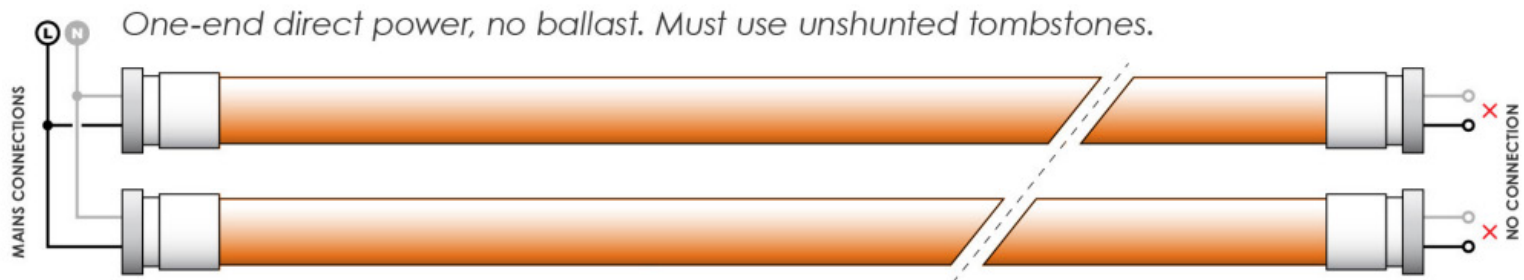 One-end direct power, no ballast. Must use unshunted tombstones.
L N
MAINS CONNECTIONS
NO CONNECTION